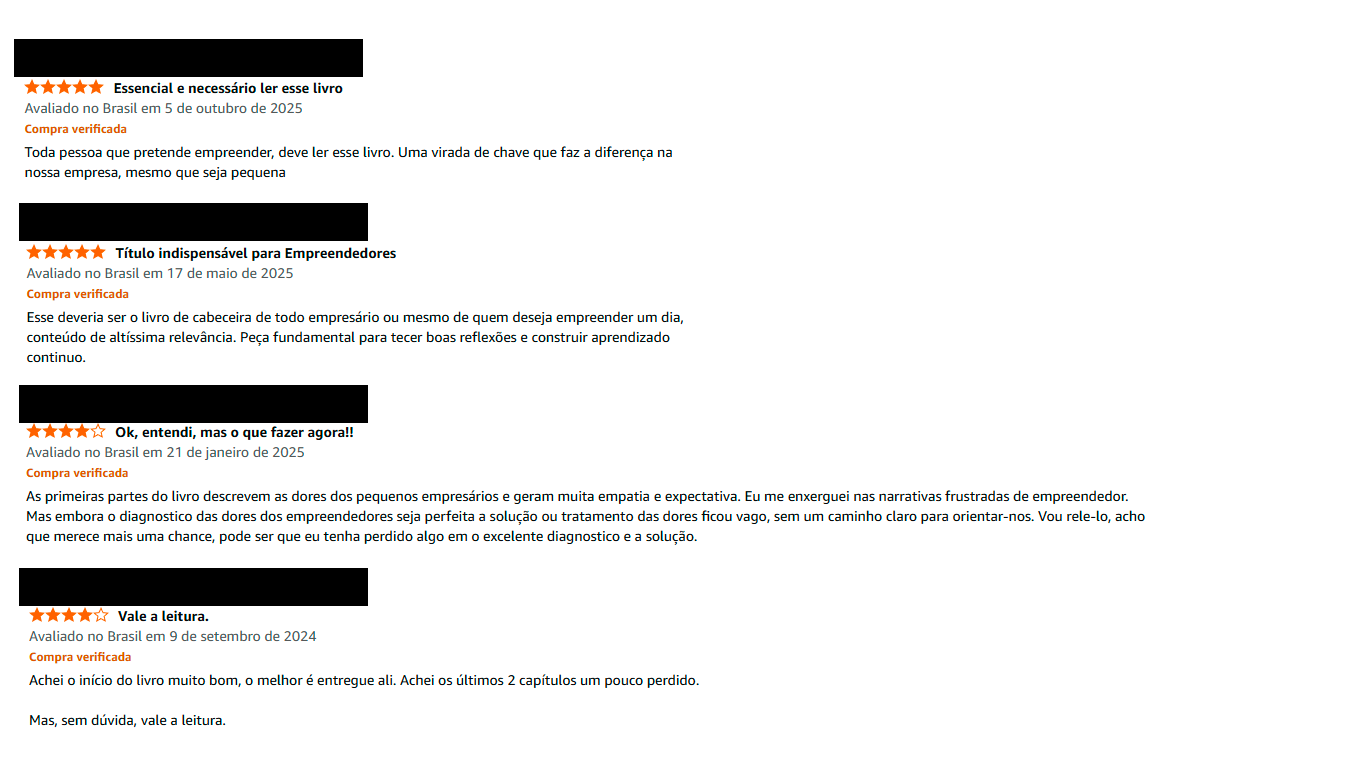 Essencial e necessário ler esse livro
Avaliado no Brasil em 5 de outubro de 2025
Compra verificada
Toda pessoa que pretende empreender, deve ler esse livro. Uma virada de chave que faz a diferença na
nossa empresa, mesmo que seja pequena
Título indispensável para Empreendedores
Avaliado no Brasil em 17 de maio de 2025
Compra verificada
Esse deveria ser o livro de cabeceira de todo empresário ou mesmo de quem deseja empreender um dia,
conteúdo de altíssima relevância. Peça fundamental para tecer boas reflexões e construir aprendizado
continuo.
Ok, entendi, mas o que fazer agora!!
Avaliado no Brasil em 21 de janeiro de 2025
Compra verificada
As primeiras partes do livro descrevem as dores dos pequenos empresários e geram muita empatia e expectativa. Eu me enxerguei nas narrativas frustradas de empreendedor.
Mas embora o diagnostico das dores dos empreendedores seja perfeita a solução ou tratamento das dores ficou vago, sem um caminho claro para orientar-nos. Vou rele-lo, acho
que merece mais uma chance, pode ser que eu tenha perdido algo em o excelente diagnostico e a solução.
Vale a leitura.
Avaliado no Brasil em 9 de setembro de 2024
Compra verificada
Achei o início do livro muito bom, o melhor é entregue ali. Achei os últimos 2 capítulos um pouco perdido.
Mas, sem dúvida, vale a leitura.